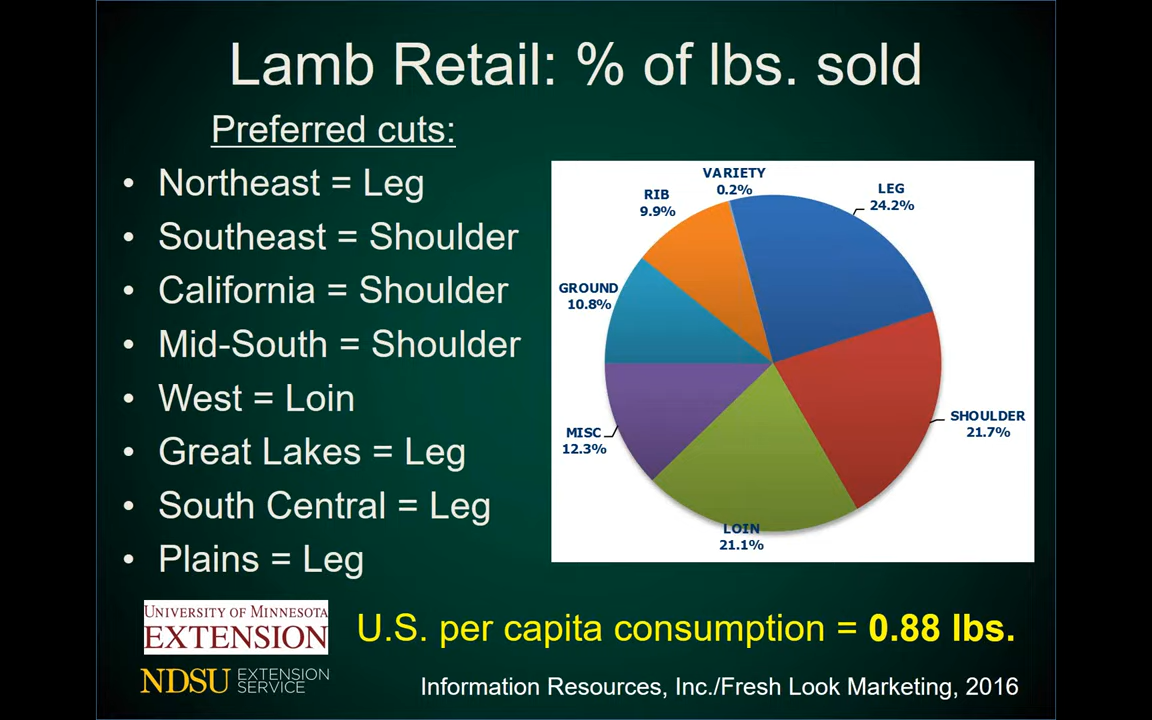 Lamb Retail: % of lbs. sold
Preferred cuts:
• Northeast = Leg
• Southeast = Shoulder
• California = Shoulder
• Mid-South = Shoulder
• West = Loin
• Great Lakes = Leg
• South Central = Leg
• Plains = Leg
VARIETY
0.2%
LEG
24.2%
RIB
9.9%
GROUND
10.8%
SHOULDER
21.7%
MISC
12.3%
LOIN
21.1%
UNIVERSITY OF MINNESOTA
EXTENSION
U.S. per capita consumption = 0.88 lbs.
NDSU EXTENSION
SERVICE
Information Resources, Inc./Fresh Look Marketing, 2016